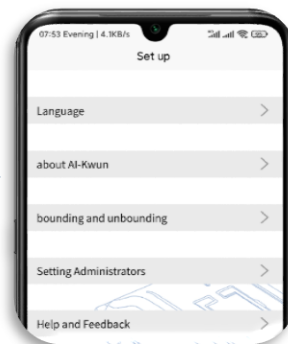 07:53 Evening | 4.1KB/s
Set up
Language
about AI-Kwun
bounding and unbounding
Setting Administrators
Help and Feedback